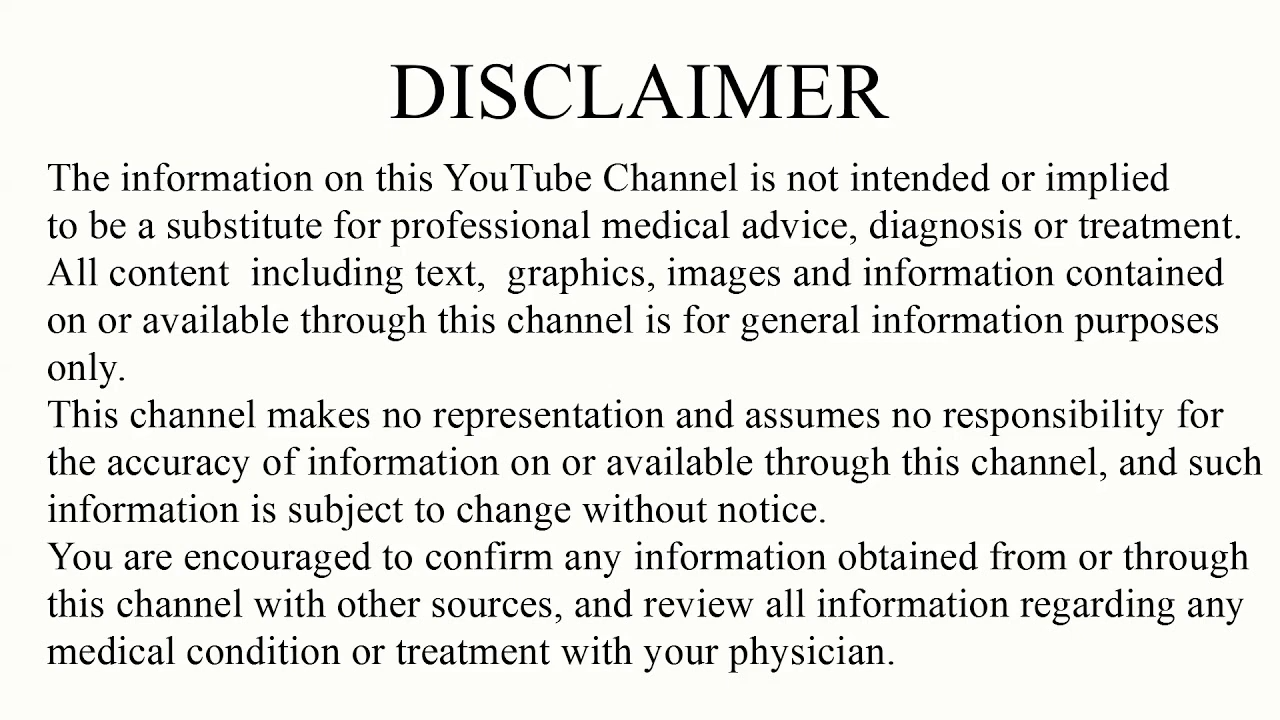 DISCLAIMER
The information on this YouTube Channel is not intended or implied
to be a substitute for professional medical advice, diagnosis or treatment.
All content  including text,  graphics, images and information contained
on or available through this channel is for general information purposes
only.
This channel makes no representation and assumes no responsibility for
the accuracy of information on or available through this channel, and such
information is subject to change without notice.
You are encouraged to confirm any information obtained from or through
this channel with other sources, and review all information regarding any
medical condition or treatment with your physician.